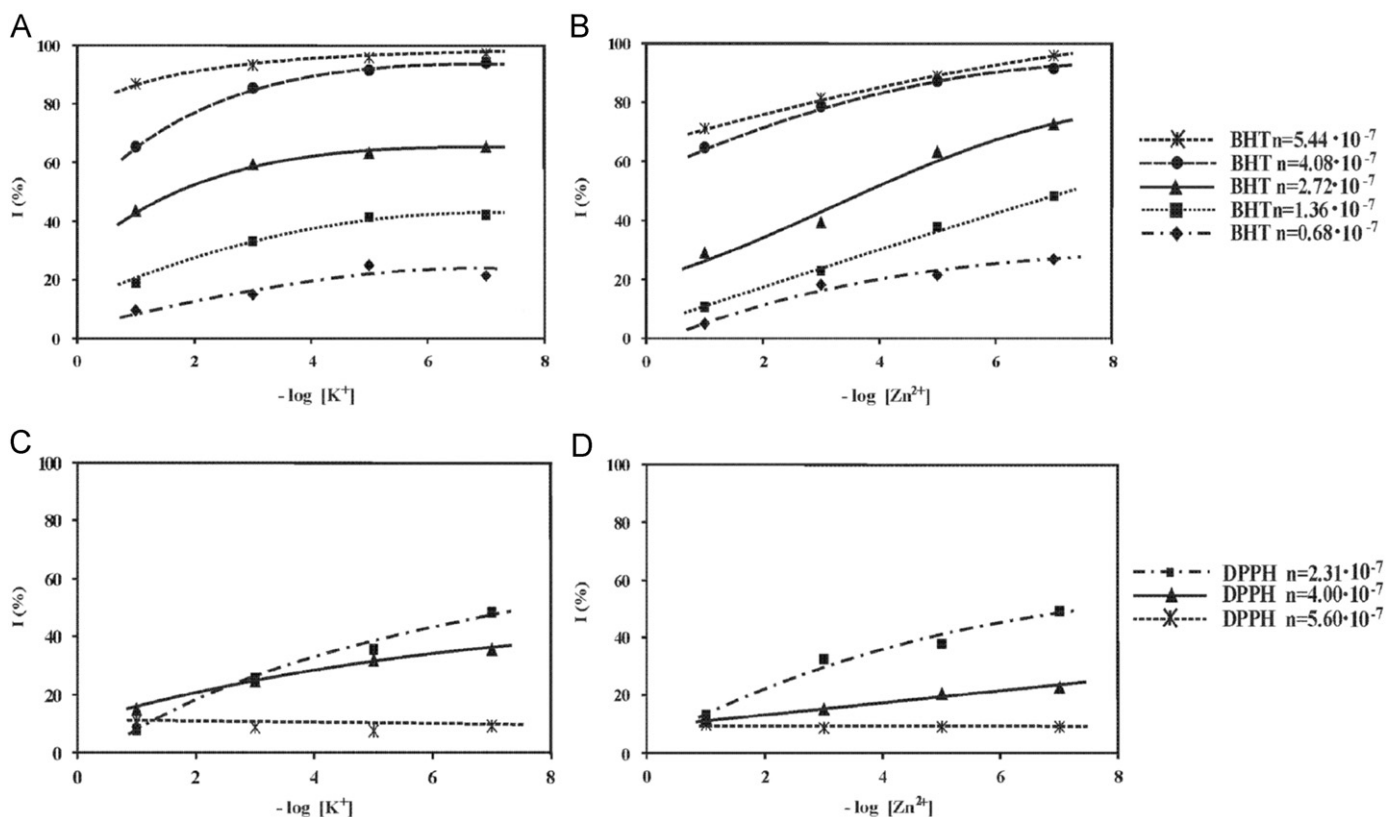 A
I (%)
100
80
60
40
20
0
0 2 4 6 8
- log [K⁺]
B
I (%)
100
80
60
40
20
0
0 2 4 6 8
- log [Zn²⁺]
BHTn=5.44•10⁻⁷
BHT n=4.08•10⁻⁷
BHT n=2.72•10⁻⁷
BHTn=1.36•10⁻⁷
BHT n=0.68•10⁻⁷
C
I (%)
100
80
60
40
20
0
0 2 4 6 8
- log [K⁺]
D
I (%)
100
80
60
40
20
0
0 2 4 6 8
- log [Zn²⁺]
DPPH n=2.31•10⁻⁷
DPPH n=4.00•10⁻⁷
DPPH n=5.60•10⁻⁷